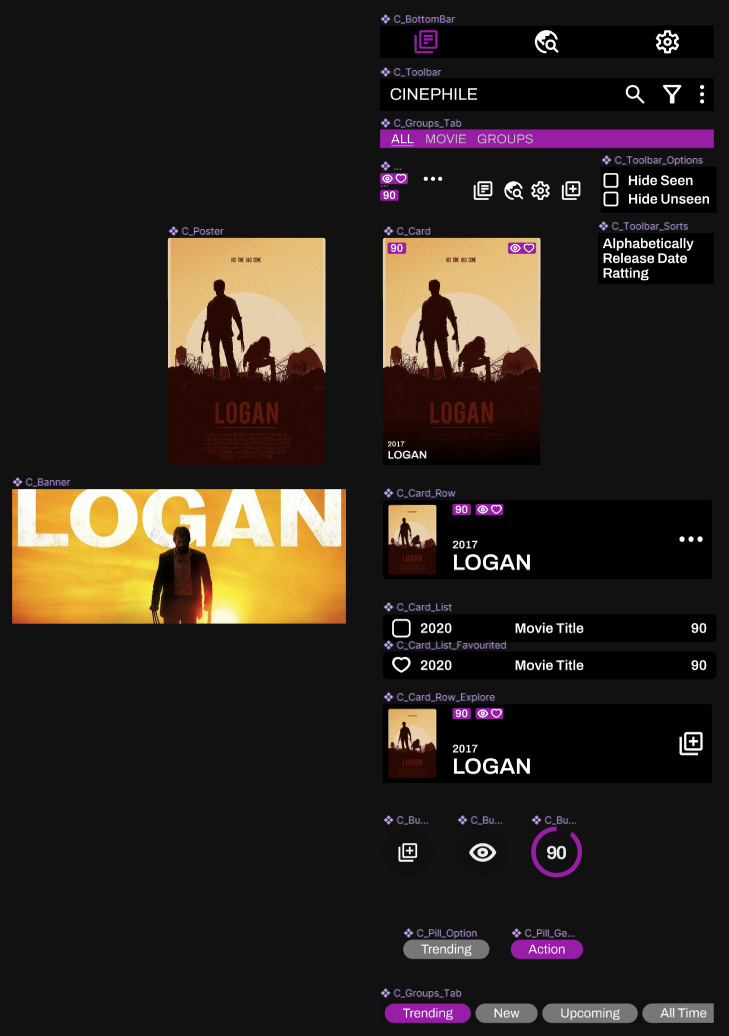 C_BottomBar
C_Toolbar
CINEPHILE
C_Groups_Tab
ALL MOVIE GROUPS
...
...
90
C_Toolbar_Options
Hide Seen
Hide Unseen
C_Toolbar_Sorts
Alphabetically
Release Date
Ratting
C_Poster
HIS TIME HAS COME
LOGAN
C_Card
90
HIS TIME HAS COME
LOGAN
2017
LOGAN
C_Banner
LOGAN
C_Card_Row
90
2017
LOGAN
C_Card_List
2020 Movie Title 90
C_Card_List_Favourited
2020 Movie Title 90
C_Card_Row_Explore
90
2017
LOGAN
C_Bu... C_Bu... C_Bu...
90
C_Pill_Option C_Pill_Ge...
Trending Action
C_Groups_Tab
Trending New Upcoming All Time